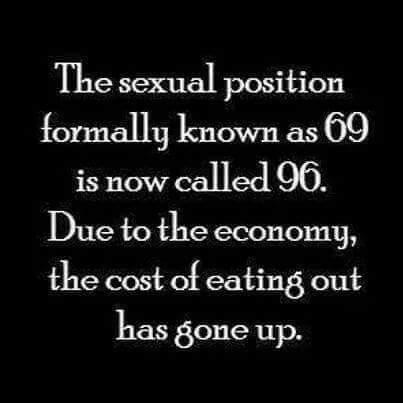 The sexual position
formally known as 69
is now called 96.
Due to the economy,
the cost of eating out
has gone up.